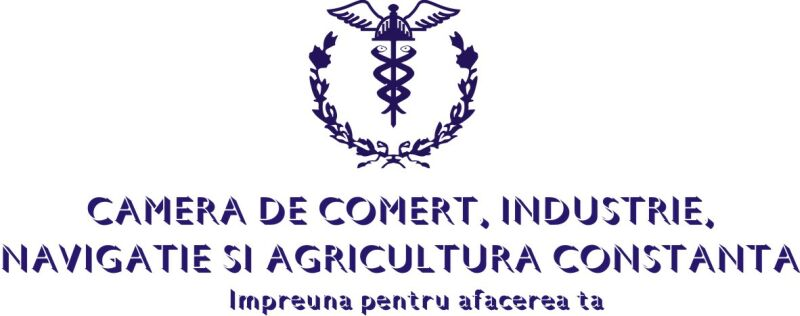 CAMERA DE COMERT, INDUSTRIE,
NAVIGATIE SI AGRICULTURA CONSTANTA
Impreuna pentru afacerea ta